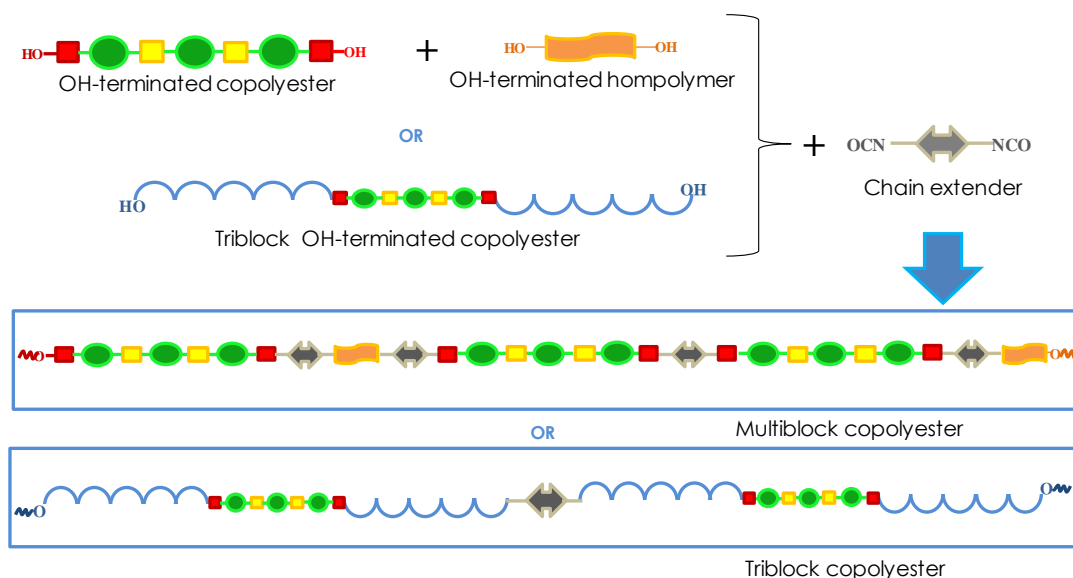 HO OH + HO OH
OH-terminated copolyester OH-terminated hompolymer
OR
+ OCN NCO
Chain extender
HO OH
Triblock OH-terminated copolyester
O O
Multiblock copolyester
OR
O O
Triblock copolyester